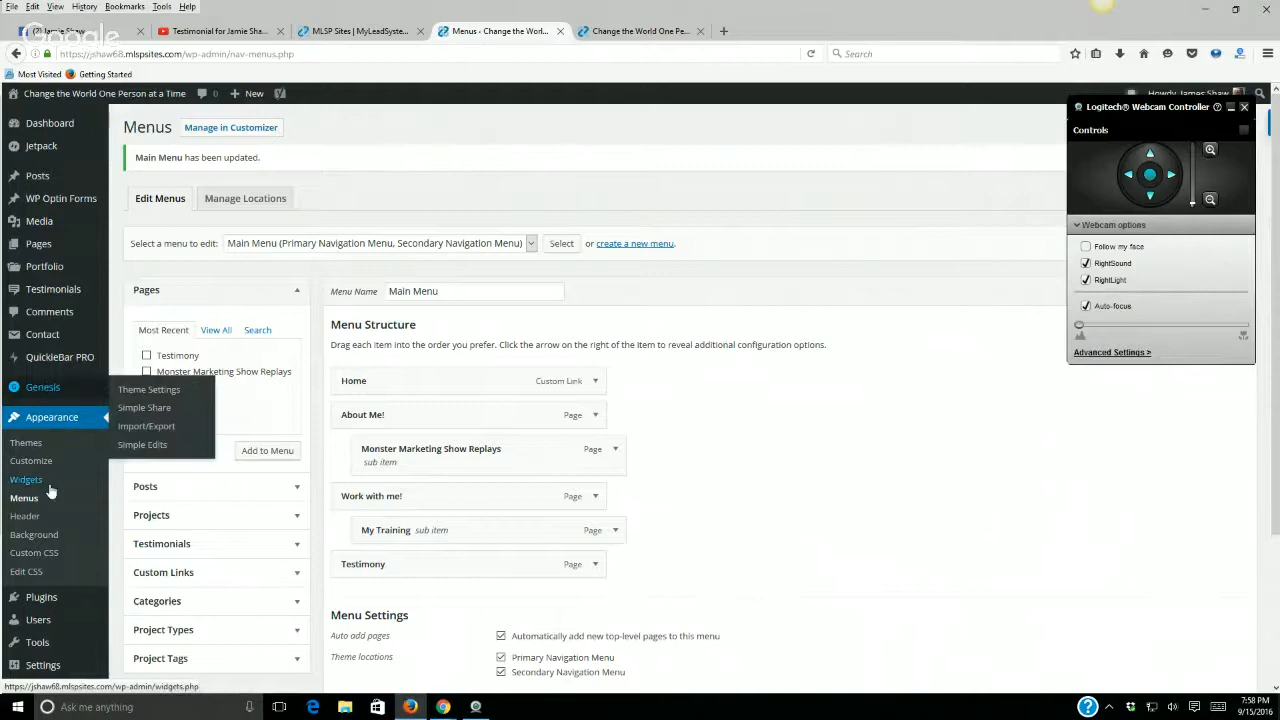 File Edit View History Bookmarks Tools Help
(2) Jamie Shaw
Testimonial for Jamie Sha...
MLSP Sites | MyLeadSyste...
Menus ‹ Change the Worl...
Change the World One Pe...
Google
https://jshaw68.mlspsites.com/wp-admin/nav-menus.php
Search
Most Visited Getting Started
Change the World One Person at a Time 0 New
Howdy, James Shaw
Logitech® Webcam Controller
Controls
Webcam options
Follow my face
RightSound
RightLight
Auto-focus
Advanced Settings >
Dashboard
Jetpack
Posts
WP Optin Forms
Media
Pages
Portfolio
Testimonials
Comments
Contact
QuickieBar PRO
Genesis
Appearance
Themes
Customize
Widgets
Menus
Header
Background
Custom CSS
Edit CSS
Plugins
Users
Tools
Settings
Theme Settings
Simple Share
Import/Export
Simple Edits
Menus Manage in Customizer
Main Menu has been updated.
Edit Menus Manage Locations
Select a menu to edit: Main Menu (Primary Navigation Menu, Secondary Navigation Menu) Select or create a new menu.
Pages
Most Recent View All Search
Testimony
Monster Marketing Show Replays
Add to Menu
Posts
Projects
Testimonials
Custom Links
Categories
Project Types
Project Tags
Menu Name Main Menu
Menu Structure
Drag each item into the order you prefer. Click the arrow on the right of the item to reveal additional configuration options.
Home Custom Link
About Me! Page
Monster Marketing Show Replays Page
sub item
Work with me! Page
My Training sub item Page
Testimony Page
Menu Settings
Auto add pages Automatically add new top-level pages to this menu
Theme locations Primary Navigation Menu
Secondary Navigation Menu
https://jshaw68.mlspsites.com/wp-admin/widgets.php
Ask me anything
7:58 PM
9/15/2016